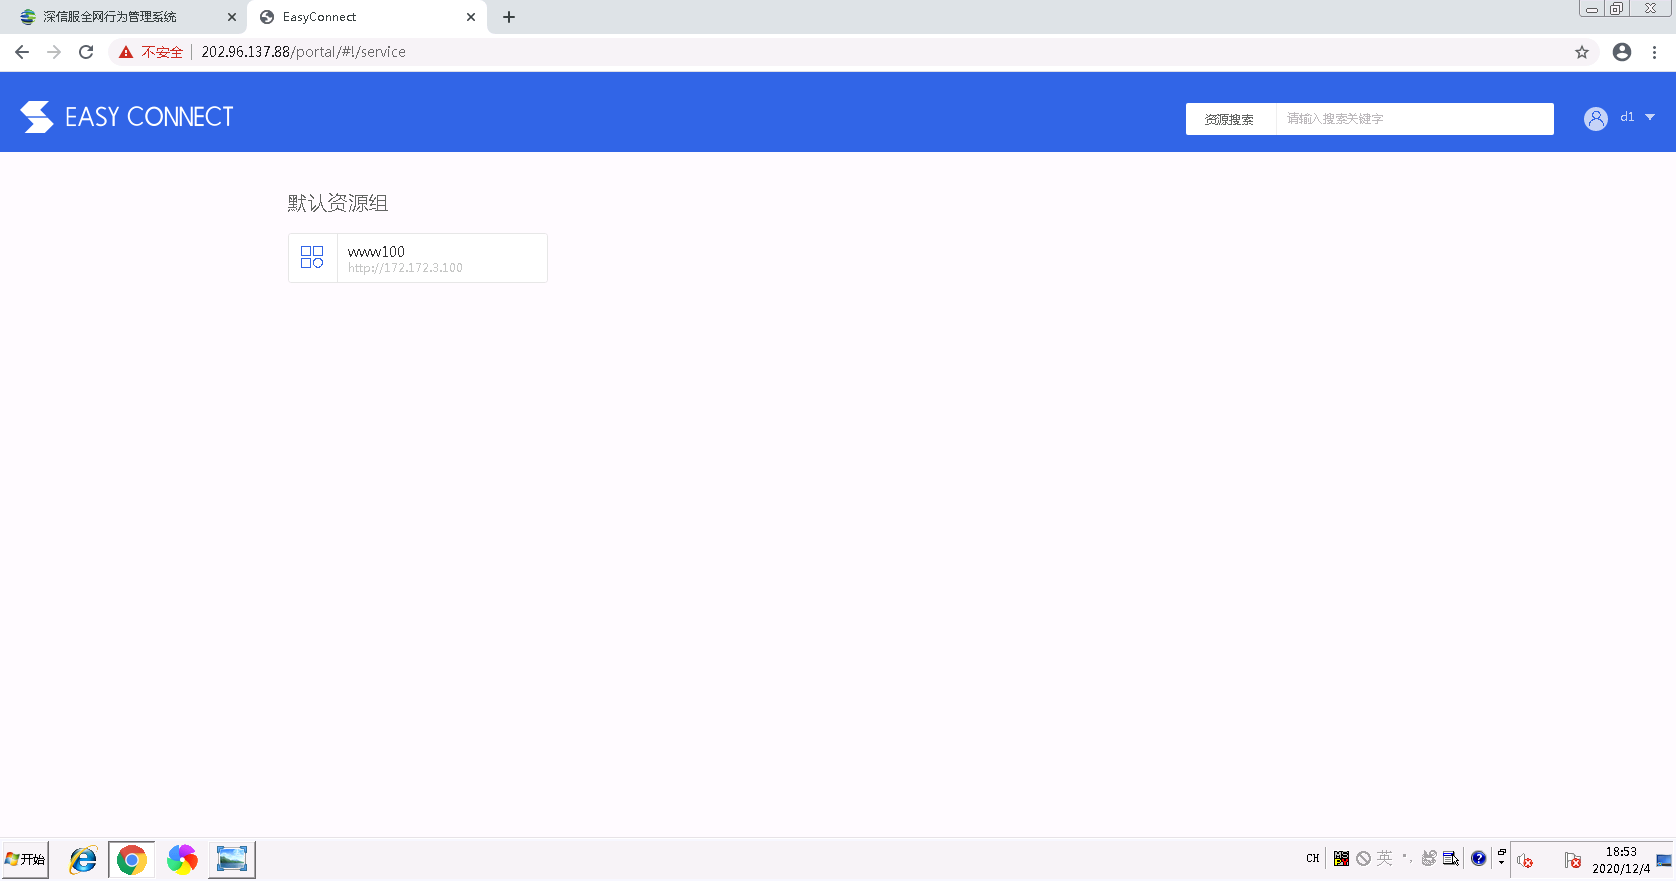 深信服全网行为管理系统
EasyConnect
不安全
202.96.137.88/portal/#!/service
EASY CONNECT
资源搜索
请输入搜索关键字
d1
默认资源组
www100
http://172.172.3.100
开始
CH
英
18:53
2020/12/4